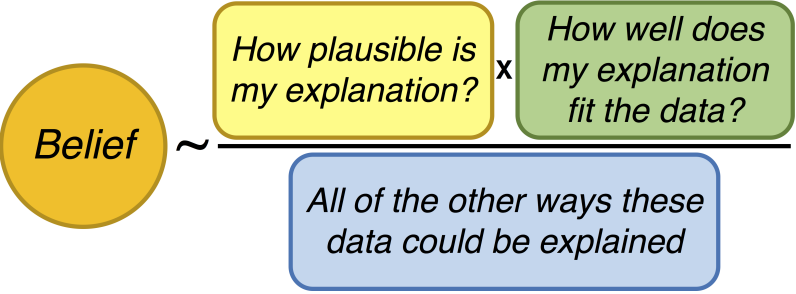 Belief
~
How plausible is
my explanation?
x
How well does
my explanation
fit the data?
All of the other ways these
data could be explained